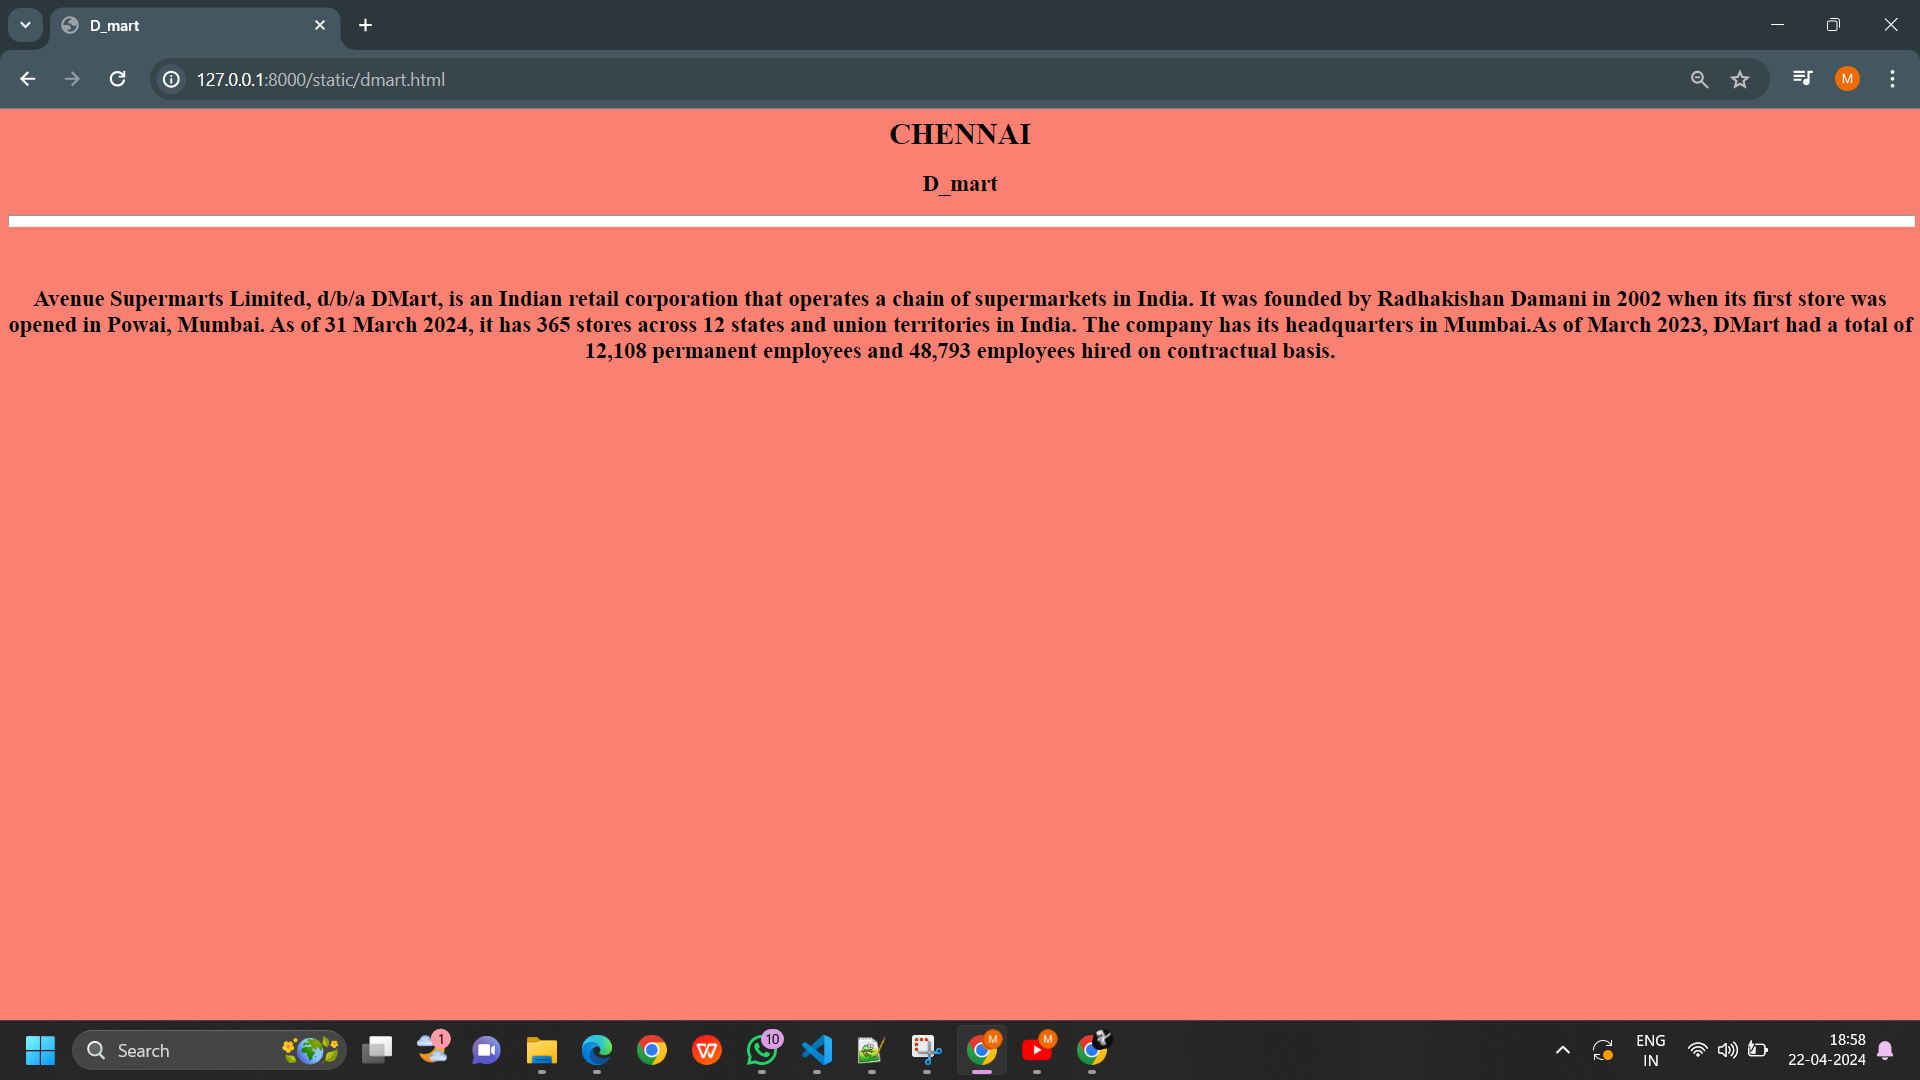 D_mart
127.0.0.1:8000/static/dmart.html
M
CHENNAI
D_mart
Avenue Supermarts Limited, d/b/a DMart, is an Indian retail corporation that operates a chain of supermarkets in India. It was founded by Radhakishan Damani in 2002 when its first store was
opened in Powai, Mumbai. As of 31 March 2024, it has 365 stores across 12 states and union territories in India. The company has its headquarters in Mumbai.As of March 2023, DMart had a total of
12,108 permanent employees and 48,793 employees hired on contractual basis.
Search
1
W
10
M
M
ENG
IN
18:58
22-04-2024